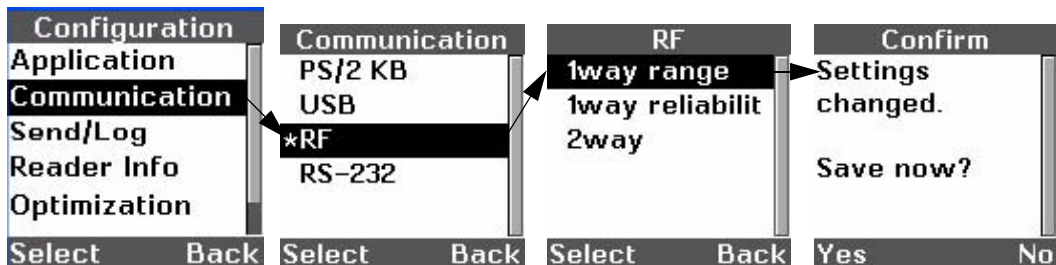 Configuration
Application
Communication
Send/Log
Reader Info
Optimization
Select Back
Communication
PS/2 KB
USB
*RF
RS-232
Select Back
RF
1way range
1way reliabilit
2way
Select Back
Confirm
Settings
changed.
Save now?
Yes No